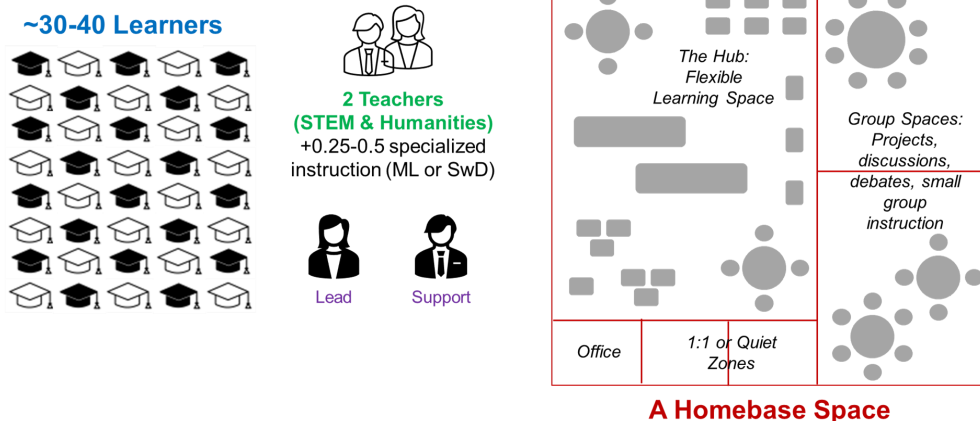 ~30-40 Learners
2 Teachers
(STEM & Humanities)
+0.25-0.5 specialized
instruction (ML or SwD)
Lead
Support
The Hub:
Flexible
Learning Space
Group Spaces:
Projects,
discussions,
debates, small
group
instruction
Office
1:1 or Quiet
Zones
A Homebase Space